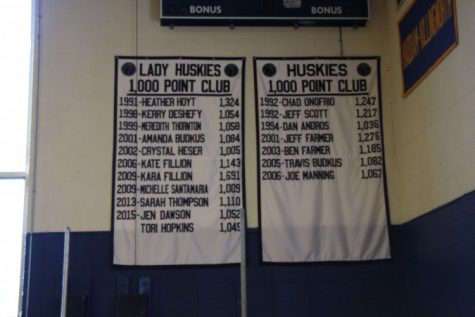 BONUS
BONUS
HADDAM-KILLINGWORTH
LADY HUSKIES
1,000 POINT CLUB
1991-HEATHER HOYT 1,324
1998-KERRY DESHEFY 1,054
1999-MEREDITH THORNTON 1,058
2001-AMANDA BUDKUS 1,084
2002-CRYSTAL HESER 1,005
2006-KATE FILLION 1,143
2009-KARA FILLION 1,691
2009-MICHELLE SANTAMARIA 1,009
2013-SARAH THOMPSON 1,110
2015-JEN DAWSON 1,052
TORI HOPKINS 1,049
HUSKIES
1,000 POINT CLUB
1992-CHAD ONOFRIO 1,247
1992-JEFF SCOTT 1,217
1994-DAN ANDROS 1,036
2001-JEFF FARMER 1,276
2003-BEN FARMER 1,185
2005-TRAVIS BUDKUS 1,082
2006-JOE MANNING 1,067